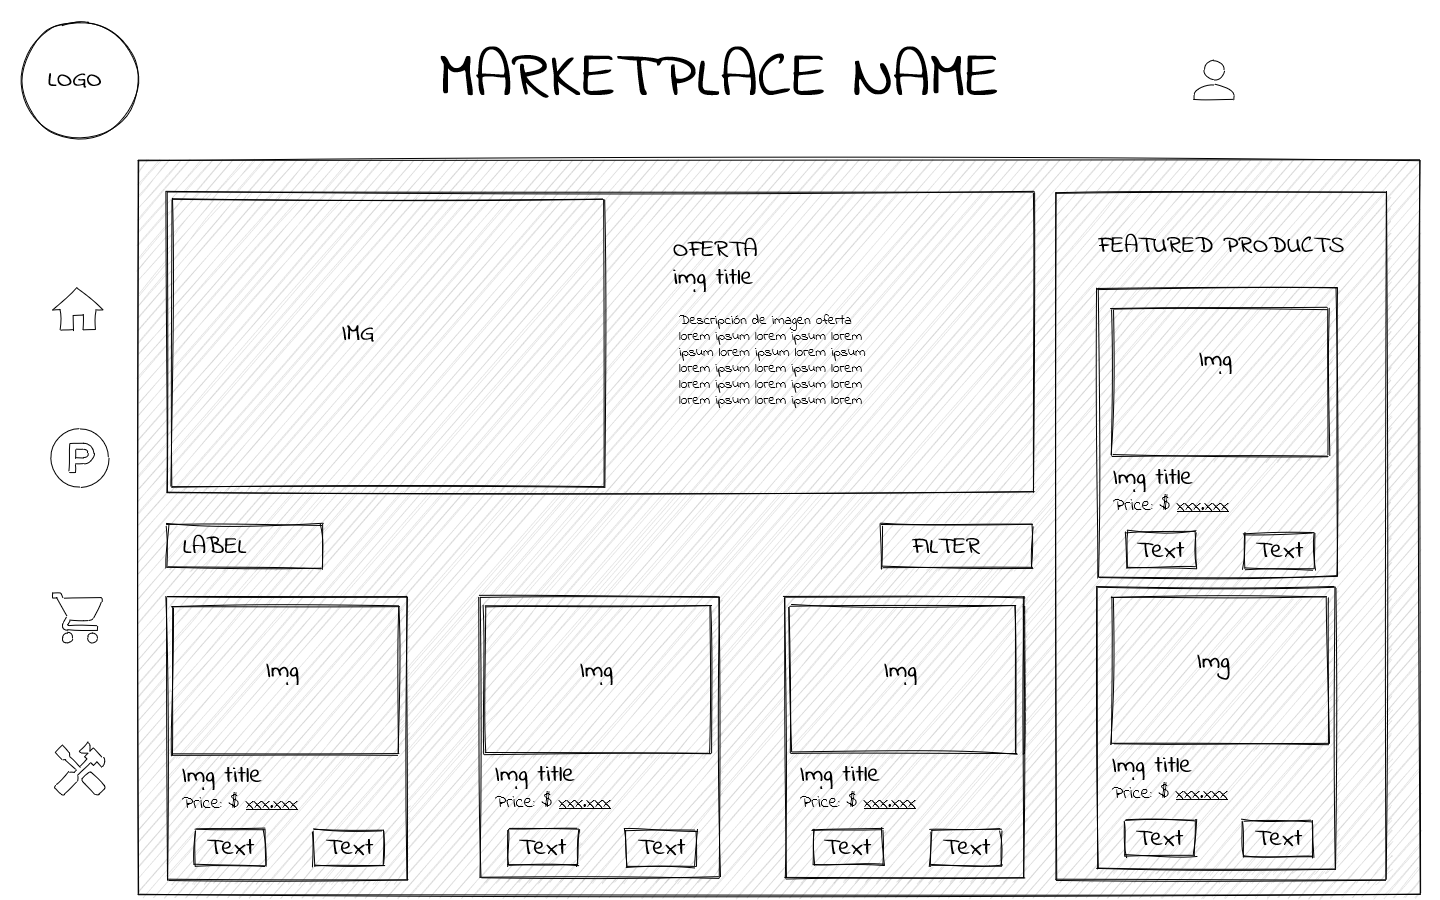 LOGO
MARKETPLACE NAME
OFERTA
img title
IMG
Descripción de imagen oferta
lorem ipsum lorem ipsum lorem
ipsum lorem ipsum lorem ipsum
lorem ipsum lorem ipsum lorem
lorem ipsum lorem ipsum lorem
lorem ipsum lorem ipsum lorem
FEATURED PRODUCTS
Img
Img title
Price: $ xxx.xxx
Text Text
Img
Img title
Price: $ xxx.xxx
Text Text
P
LABEL
FILTER
Img
Img title
Price: $ xxx.xxx
Text Text
Img
Img title
Price: $ xxx.xxx
Text Text
Img
Img title
Price: $ xxx.xxx
Text Text